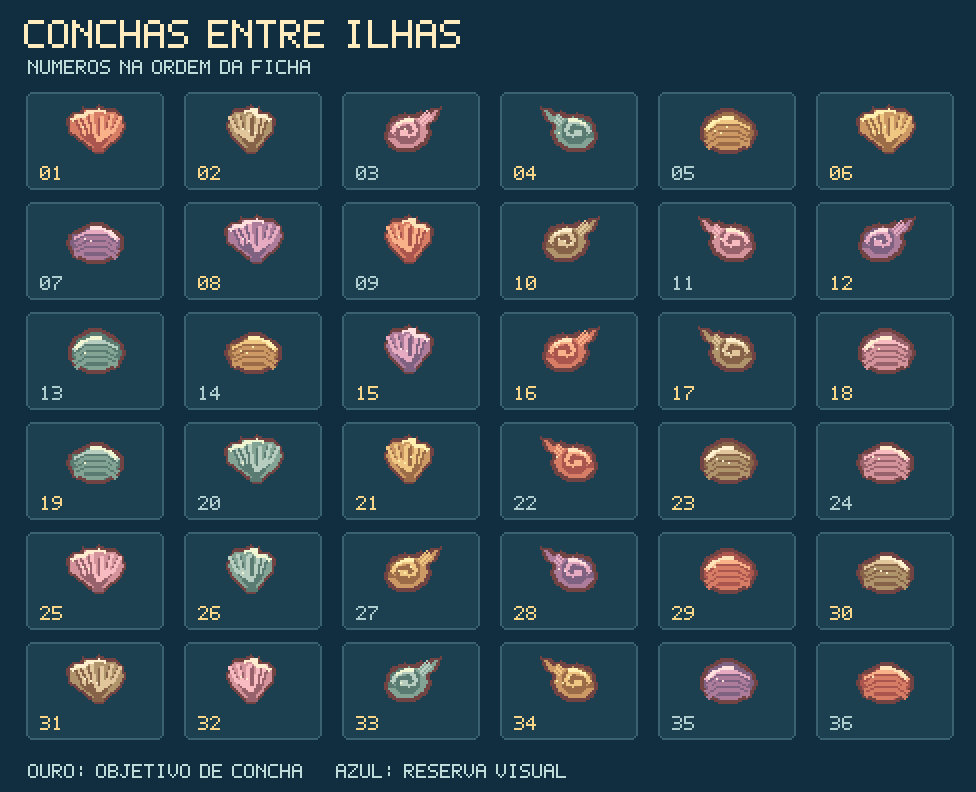 CONCHAS ENTRE ILHAS
NUMEROS NA ORDEM DA FICHA
01 02 03 04 05 06
07 08 09 10 11 12
13 14 15 16 17 18
19 20 21 22 23 24
25 26 27 28 29 30
31 32 33 34 35 36
OURO: OBJETIVO DE CONCHA AZUL: RESERVA VISUAL